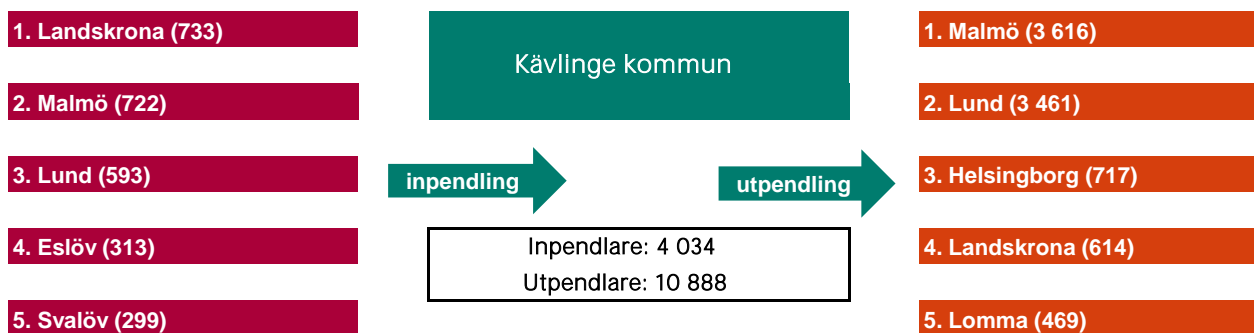 1. Landskrona (733)
2. Malmö (722)
3. Lund (593)
4. Eslöv (313)
5. Svalöv (299)
Kävlinge kommun
inpendling
utpendling
Inpendlare: 4 034
Utpendlare: 10 888
1. Malmö (3 616)
2. Lund (3 461)
3. Helsingborg (717)
4. Landskrona (614)
5. Lomma (469)